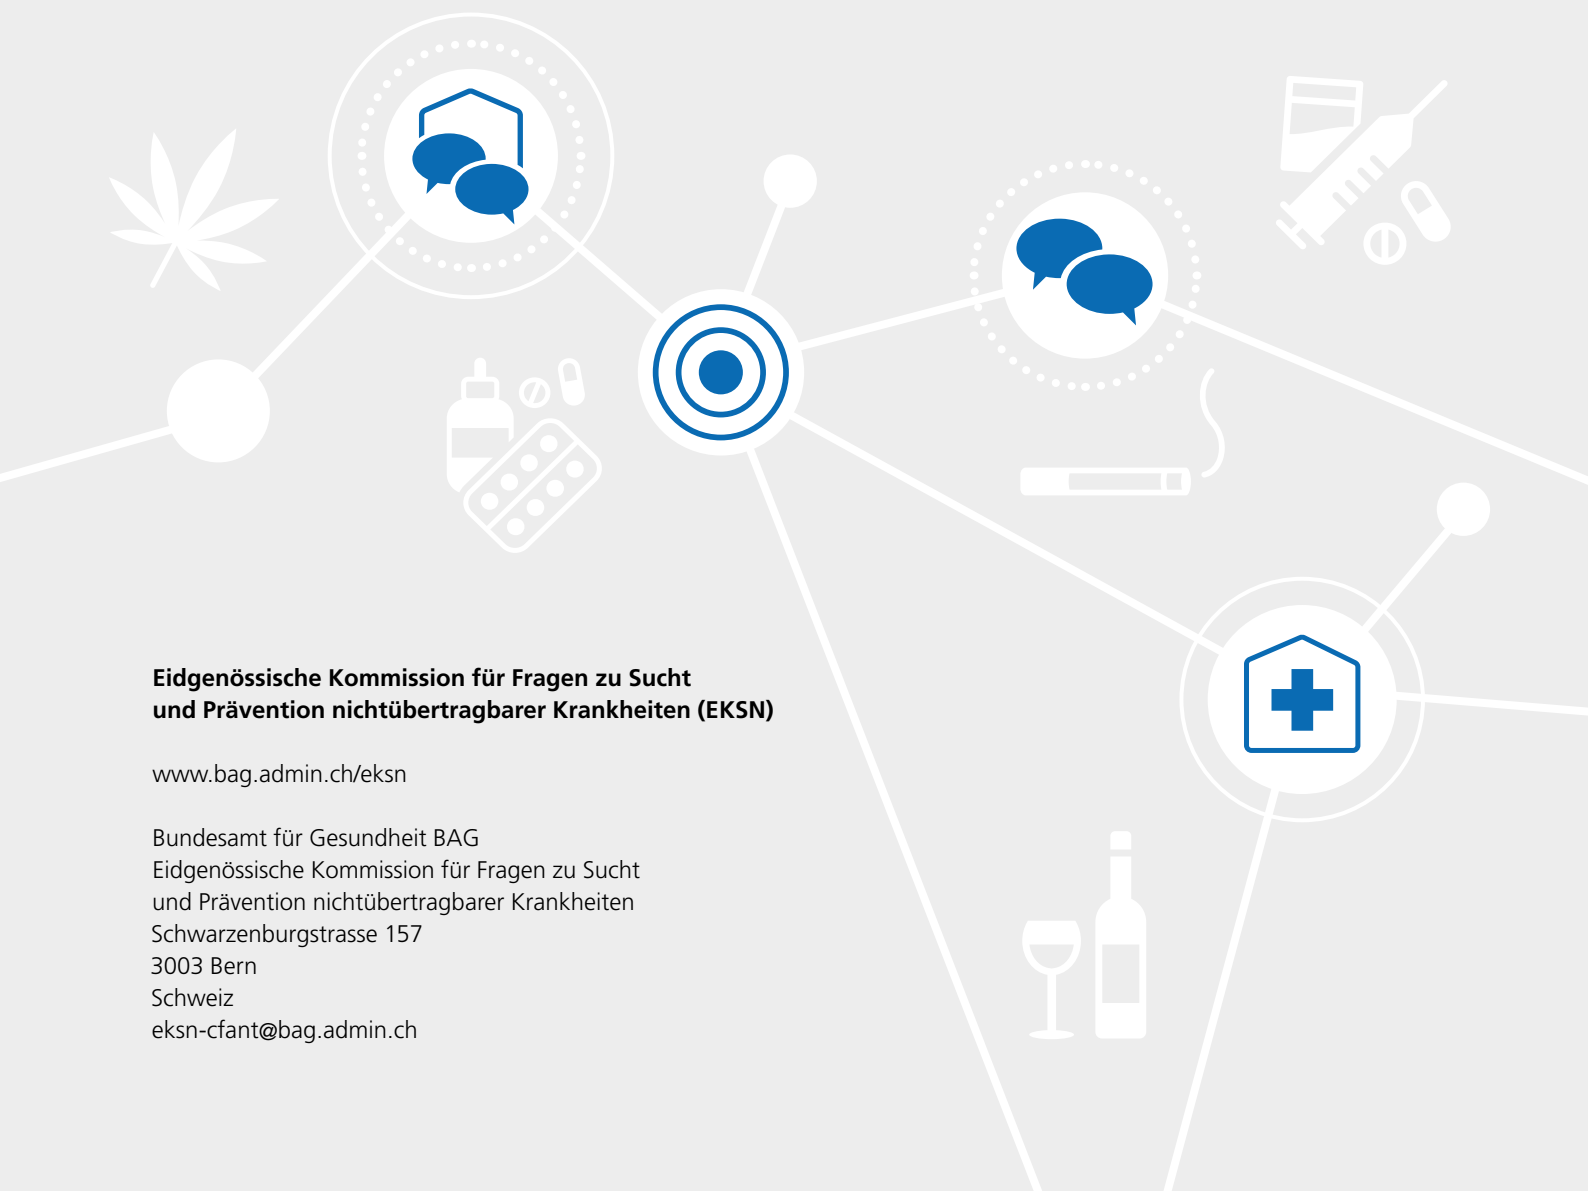 Eidgenössische Kommission für Fragen zu Sucht
und Prävention nichtübertragbarer Krankheiten (EKSN)
www.bag.admin.ch/eksn
Bundesamt für Gesundheit BAG
Eidgenössische Kommission für Fragen zu Sucht
und Prävention nichtübertragbarer Krankheiten
Schwarzenburgstrasse 157
3003 Bern
Schweiz
eksn-cfant@bag.admin.ch